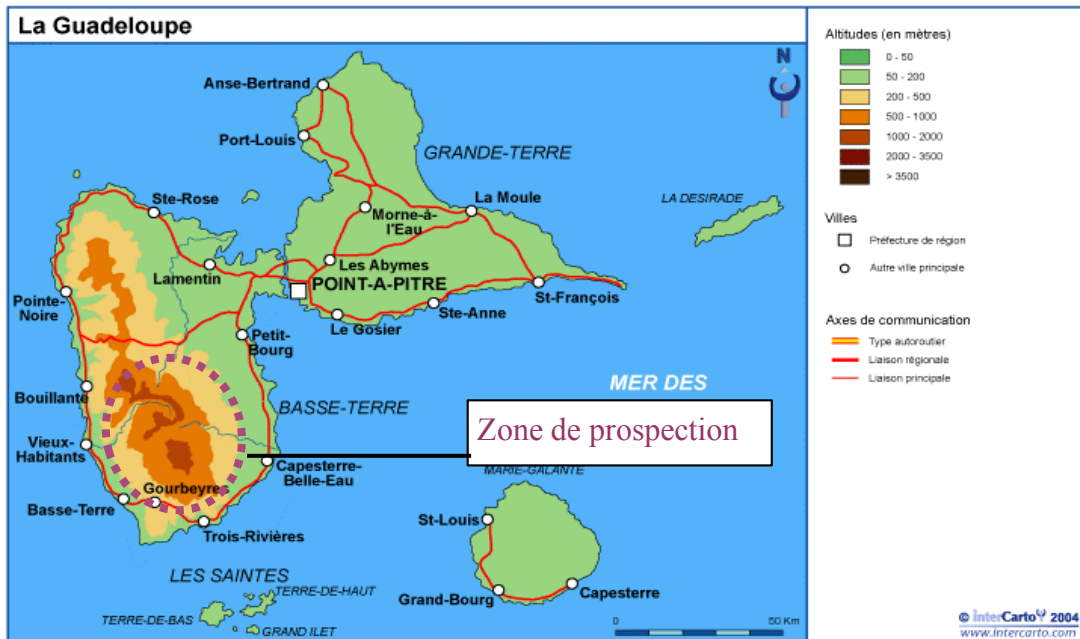 La Guadeloupe
N
Anse-Bertrand
Port-Louis
GRANDE-TERRE
Ste-Rose
La Moule
LA DESIRADE
Morne-à-
l'Eau
Lamentin
Les Abymes
POINT-A-PITRE
St-François
Pointe-
Noire
Ste-Anne
Le Gosier
Petit-
Bourg
Bouillante
MER DES
BASSE-TERRE
Zone de prospection
Vieux-
Habitants
Capesterre-
Belle-Eau
MARIE-GALANTE
Gourbeyres
Basse-Terre
St-Louis
Trois-Rivières
LES SAINTES
TERRE-DE-HAUT
Grand-Bourg
Capesterre
TERRE-DE-BAS
GRAND ILET
0
50 Km
Altitudes (en mètres)
0 - 50
50 - 200
200 - 500
500 - 1000
1000 - 2000
2000 - 3500
> 3500
Villes
Préfecture de région
Autre ville principale
Axes de communication
Type autoroutier
Liaison régionale
Liaison principale
© interCarto 2004
www.intercarto.com